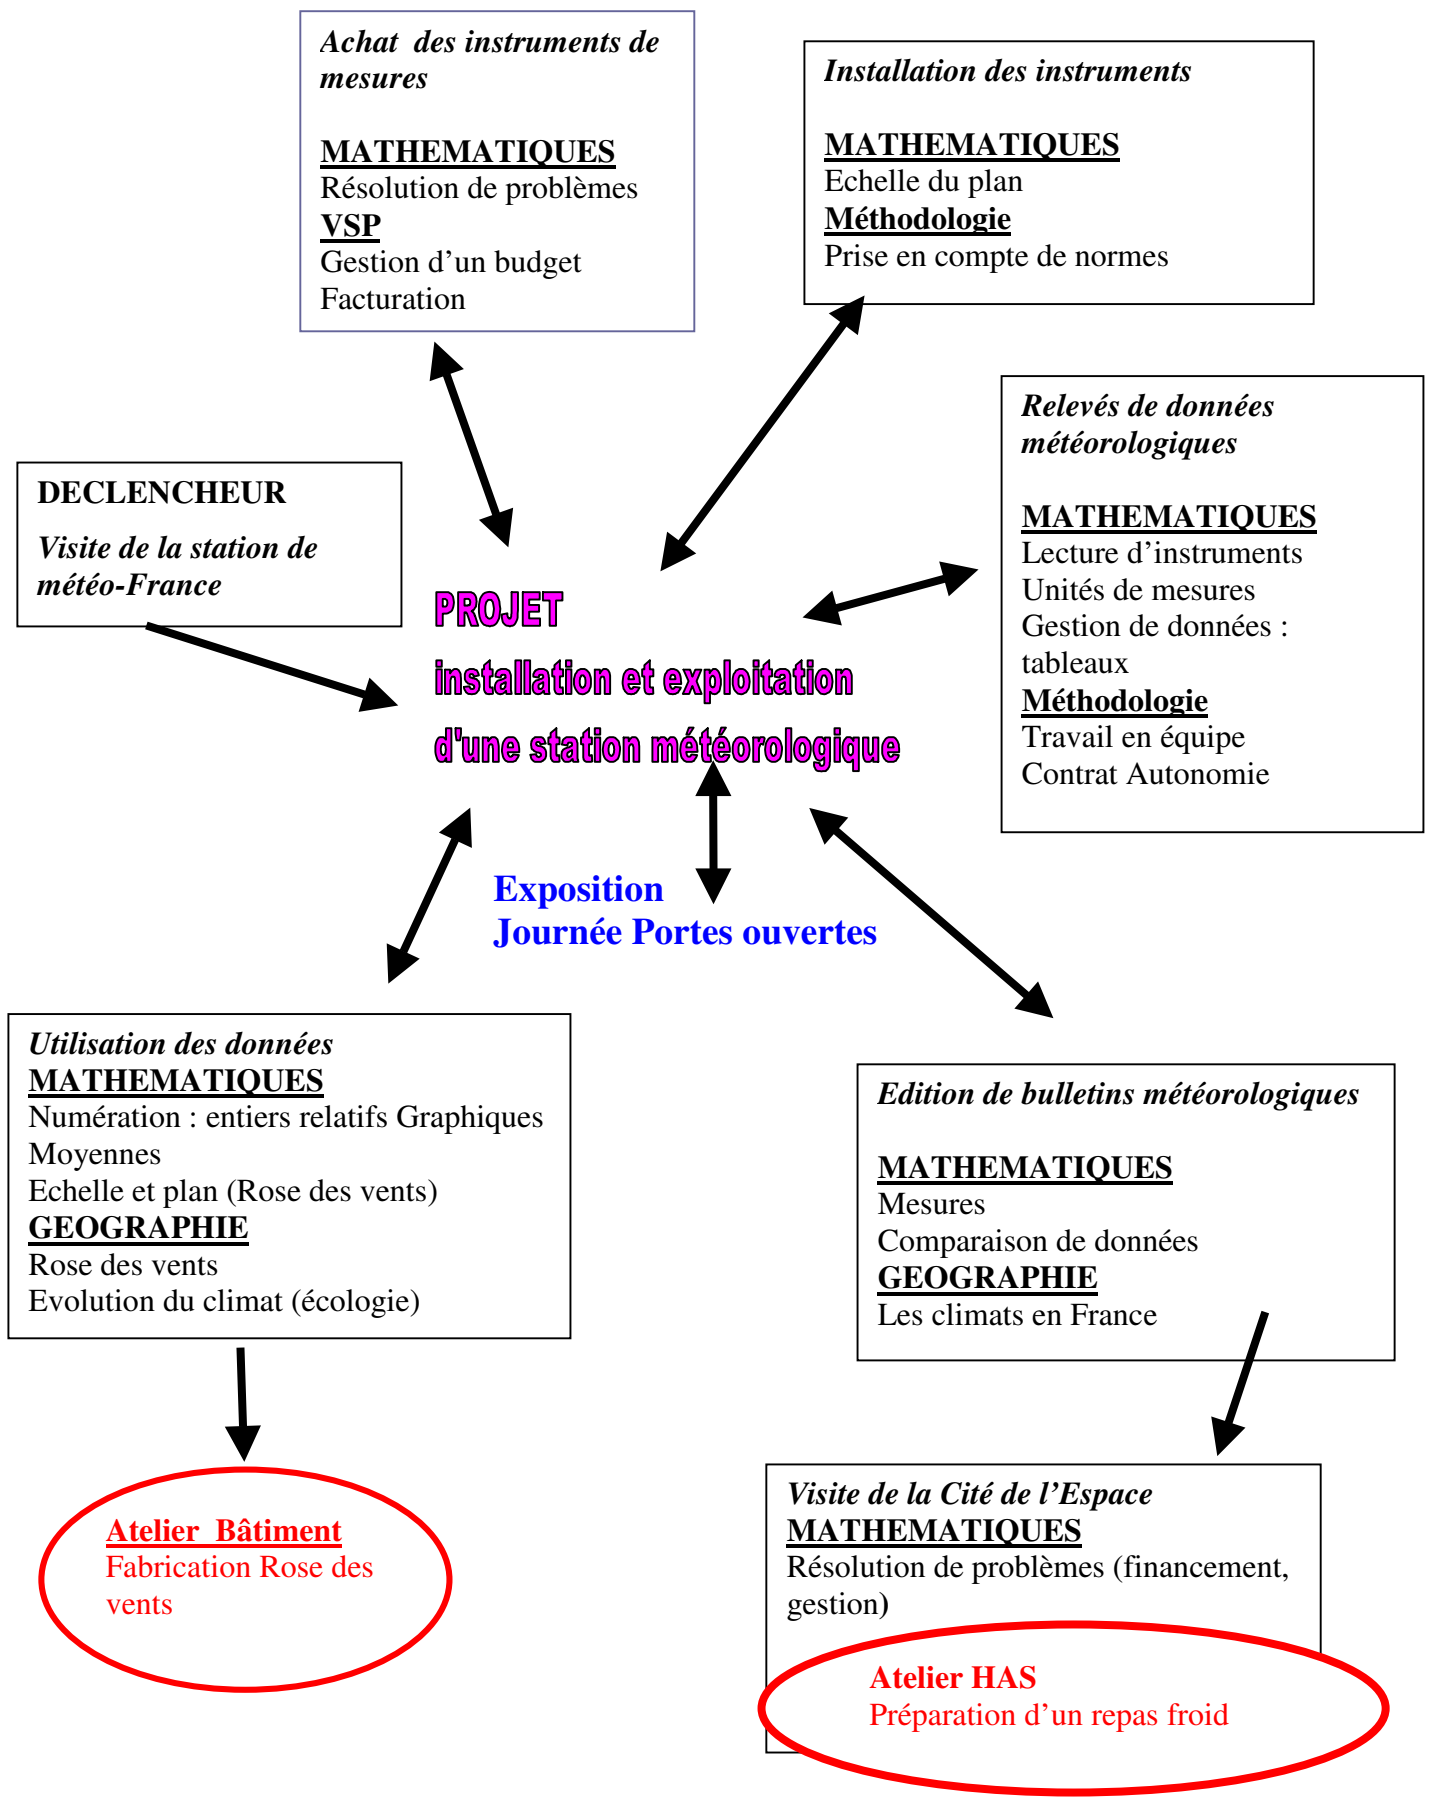 Achat  des instruments de
mesures
MATHEMATIQUES
Résolution de problèmes
VSP
Gestion d’un budget
Facturation
Installation des instruments
MATHEMATIQUES
Echelle du plan
Méthodologie
Prise en compte de normes
Relevés de données
météorologiques
MATHEMATIQUES
Lecture d’instruments
Unités de mesures
Gestion de données :
tableaux
Méthodologie
Travail en équipe
Contrat Autonomie
DECLENCHEUR
Visite de la station de
météo-France
PROJET
installation et exploitation
d'une station météorologique
Exposition
Journée Portes ouvertes
Utilisation des données
MATHEMATIQUES
Numération : entiers relatifs Graphiques
Moyennes
Echelle et plan (Rose des vents)
GEOGRAPHIE
Rose des vents
Evolution du climat (écologie)
Edition de bulletins météorologiques
MATHEMATIQUES
Mesures
Comparaison de données
GEOGRAPHIE
Les climats en France
Atelier  Bâtiment
Fabrication Rose des
vents
Visite de la Cité de l’Espace
MATHEMATIQUES
Résolution de problèmes (financement,
gestion)
Atelier HAS
Préparation d’un repas froid